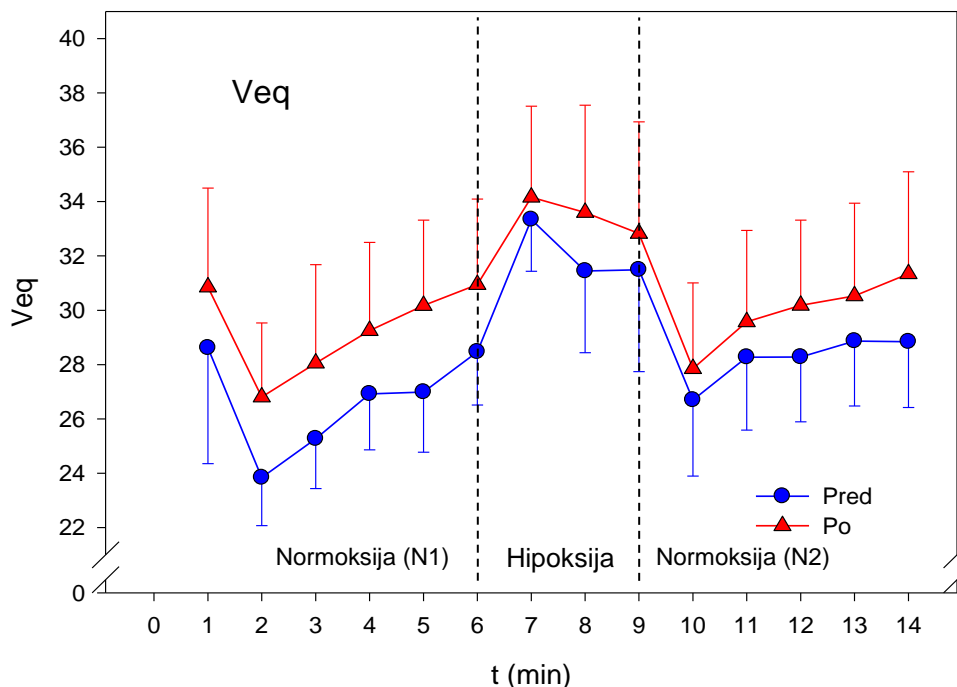 Veq
Veq
40
38
36
34
32
30
28
26
24
22
0
Pred
Po
Normoksija (N1)
Hipoksija
Normoksija (N2)
0 1 2 3 4 5 6 7 8 9 10 11 12 13 14
t (min)